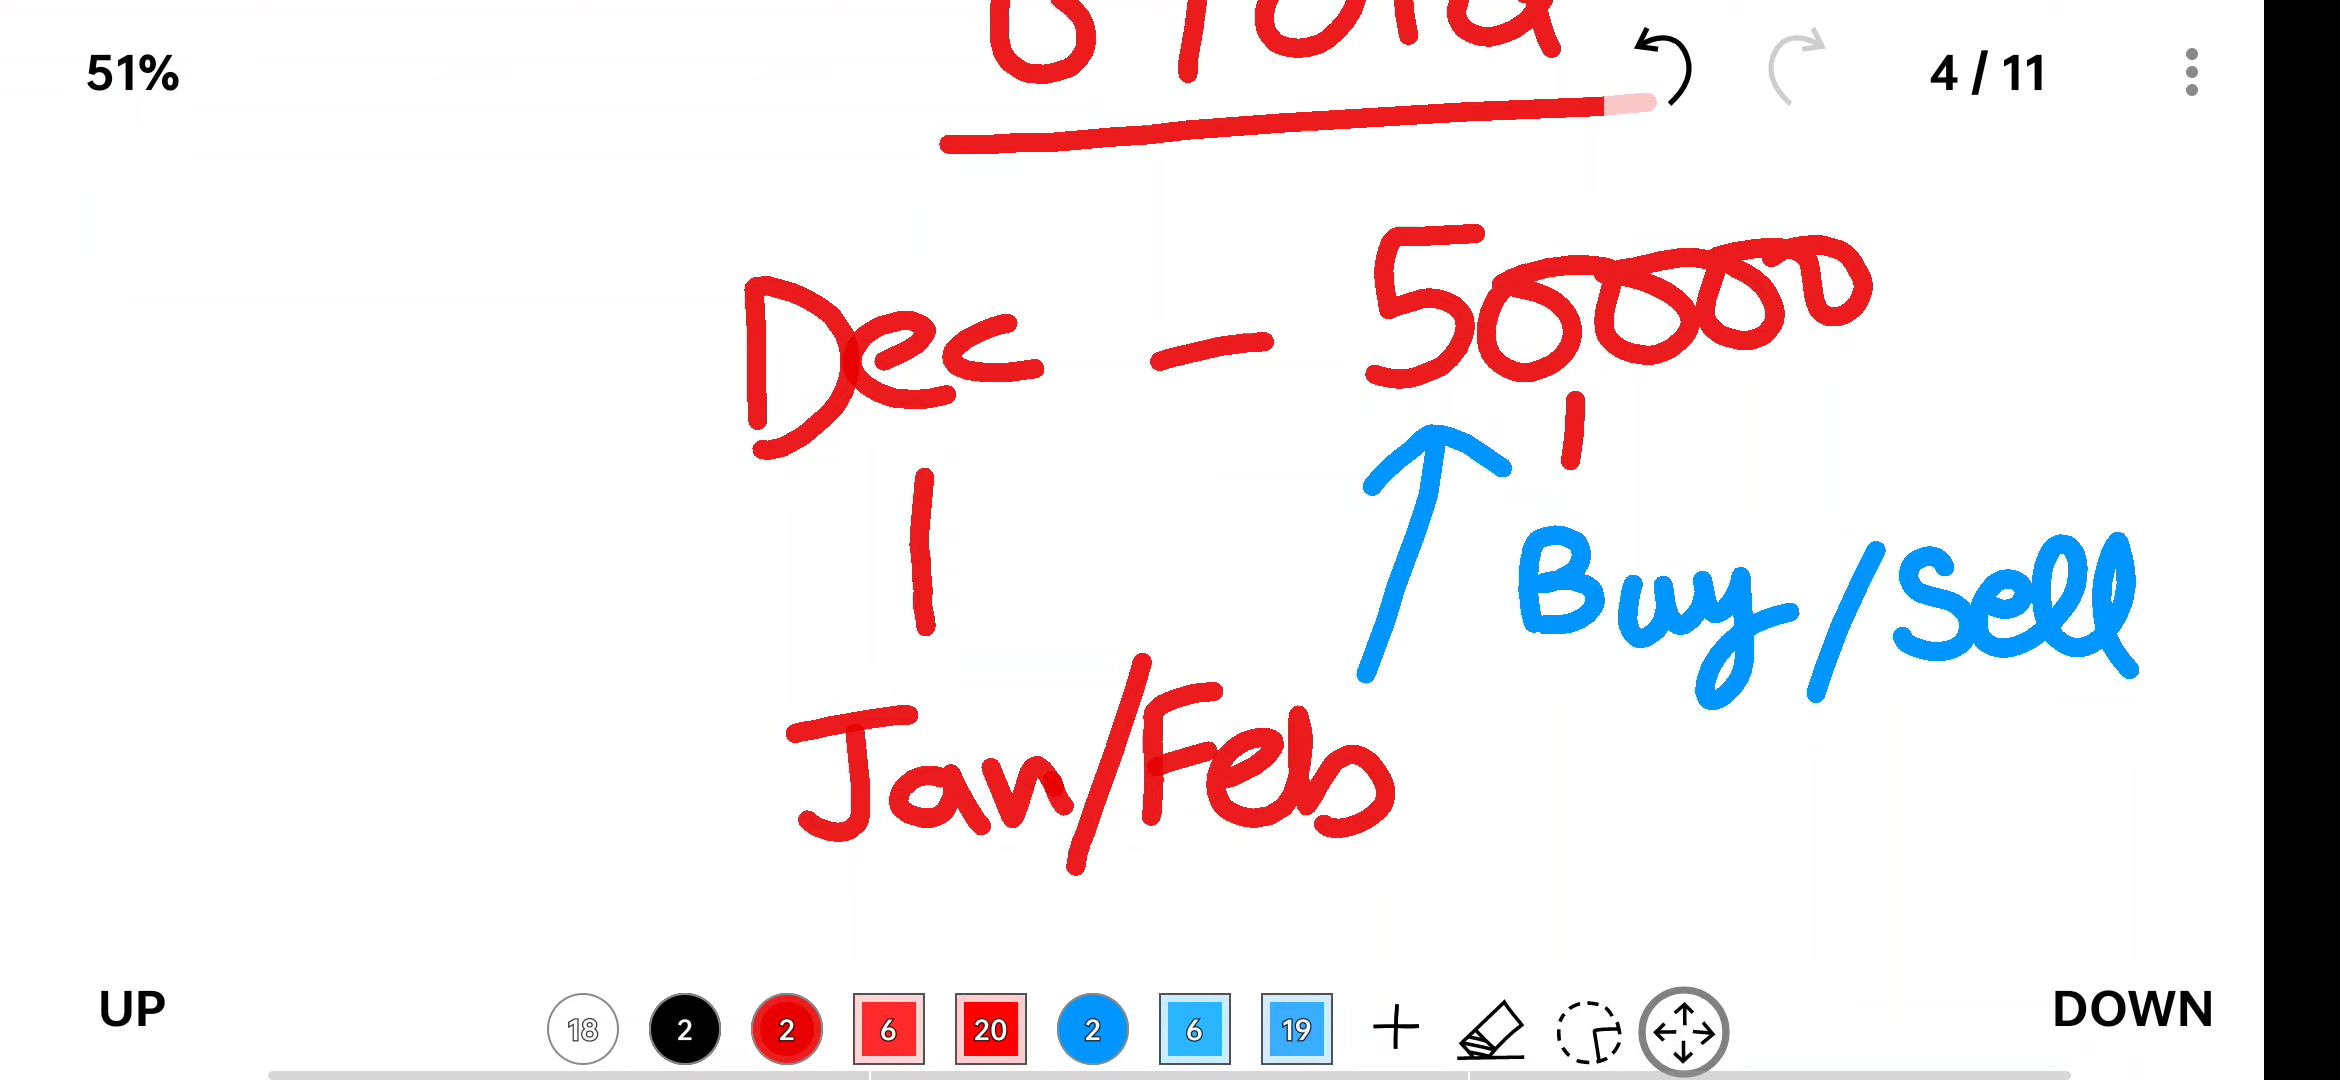 51%
4 / 11
Dec - 50000
Buy/Sell
Jan/Feb
UP
18 2 2 6 20 2 6 19
DOWN